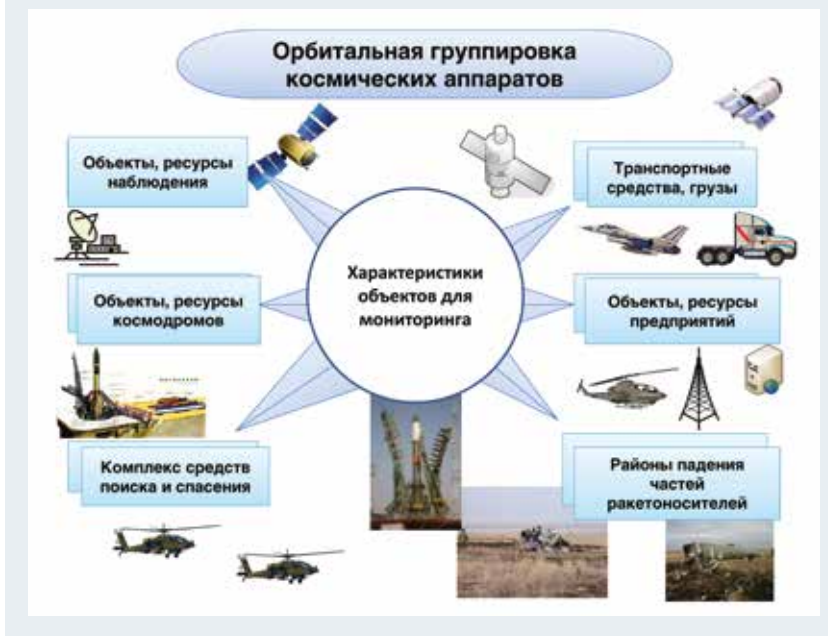 Орбитальная группировка
космических аппаратов
Объекты, ресурсы
наблюдения
Транспортные
средства, грузы
Характеристики
объектов для
мониторинга
Объекты, ресурсы
космодромов
Объекты, ресурсы
предприятий
Комплекс средств
поиска и спасения
Районы падения
частей
ракетоносителей